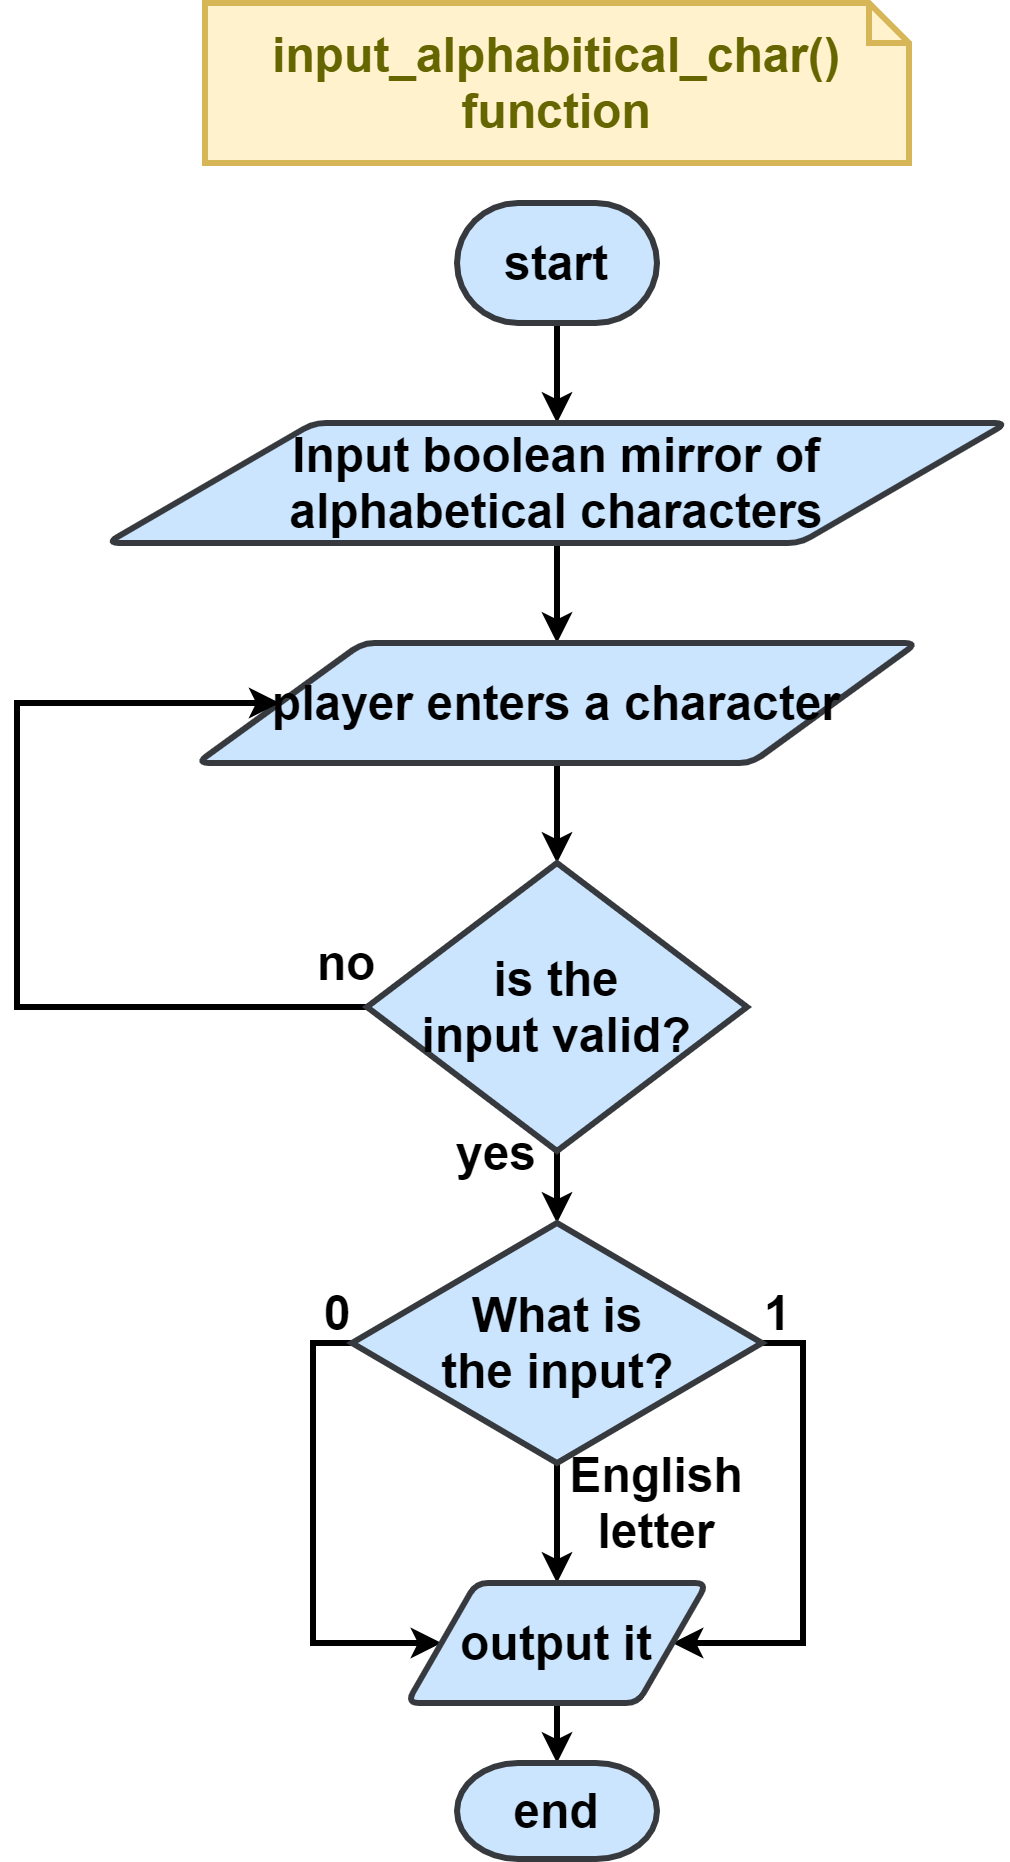 input_alphabitical_char()
function
start
Input boolean mirror of
alphabetical characters
player enters a character
no
is the
input valid?
yes
0
What is
the input?
1
English
letter
output it
end